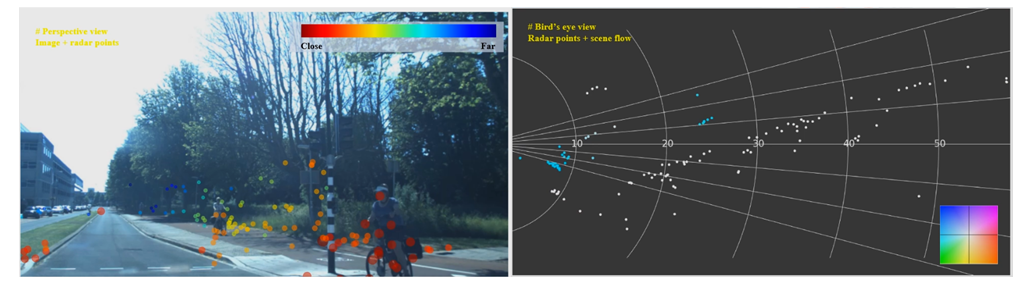 # Perspective view
Image + radar points
Close
Far
# Bird's eye view
Radar points + scene flow
10
20
30
40
50